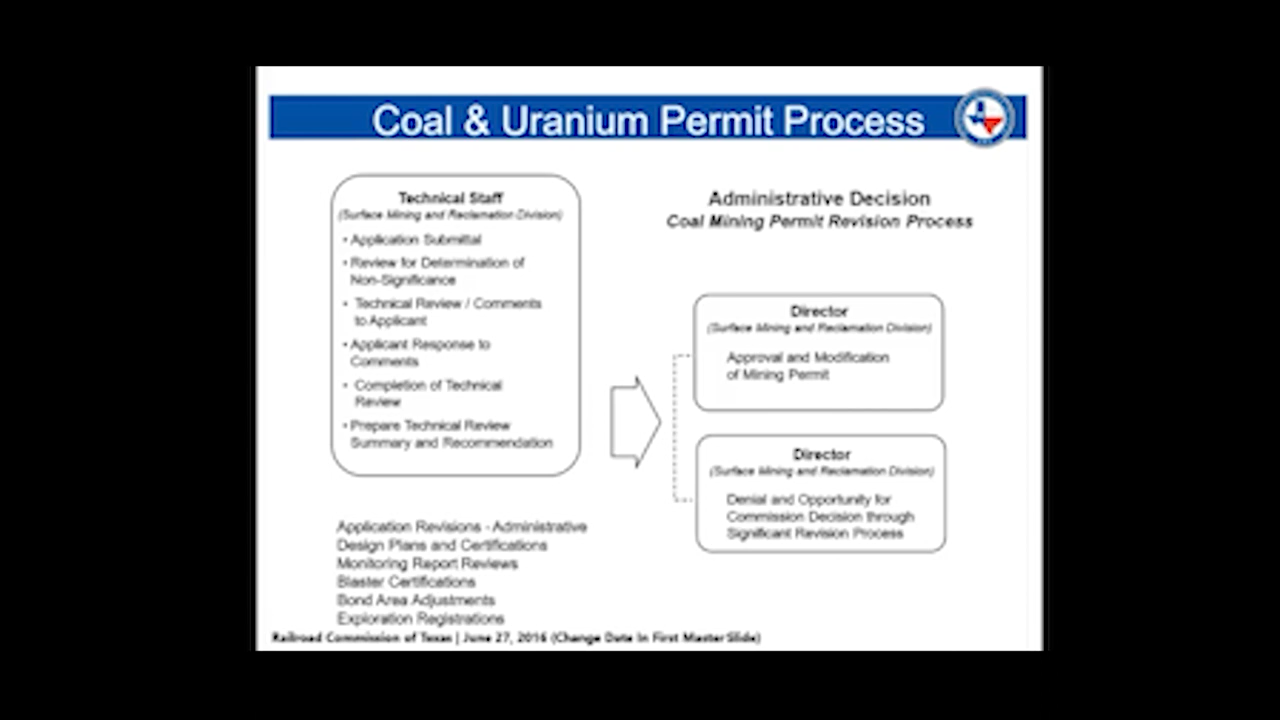 Coal & Uranium Permit Process
Technical Staff
(Surface Mining and Reclamation Division)
• Application Submittal
• Review for Determination of
Non-Significance
• Technical Review / Comments
to Applicant
• Applicant Response to
Comments
• Completion of Technical
Review
• Prepare Technical Review
Summary and Recommendation
Application Revisions - Administrative
Design Plans and Certifications
Monitoring Report Reviews
Blaster Certifications
Bond Area Adjustments
Exploration Registrations
Administrative Decision
Coal Mining Permit Revision Process
Director
(Surface Mining and Reclamation Division)
Approval and Modification
of Mining Permit
Director
(Surface Mining and Reclamation Division)
Denial and Opportunity for
Commission Decision through
Significant Revision Process
Railroad Commission of Texas | June 27, 2016 (Change Date In First Master Slide)